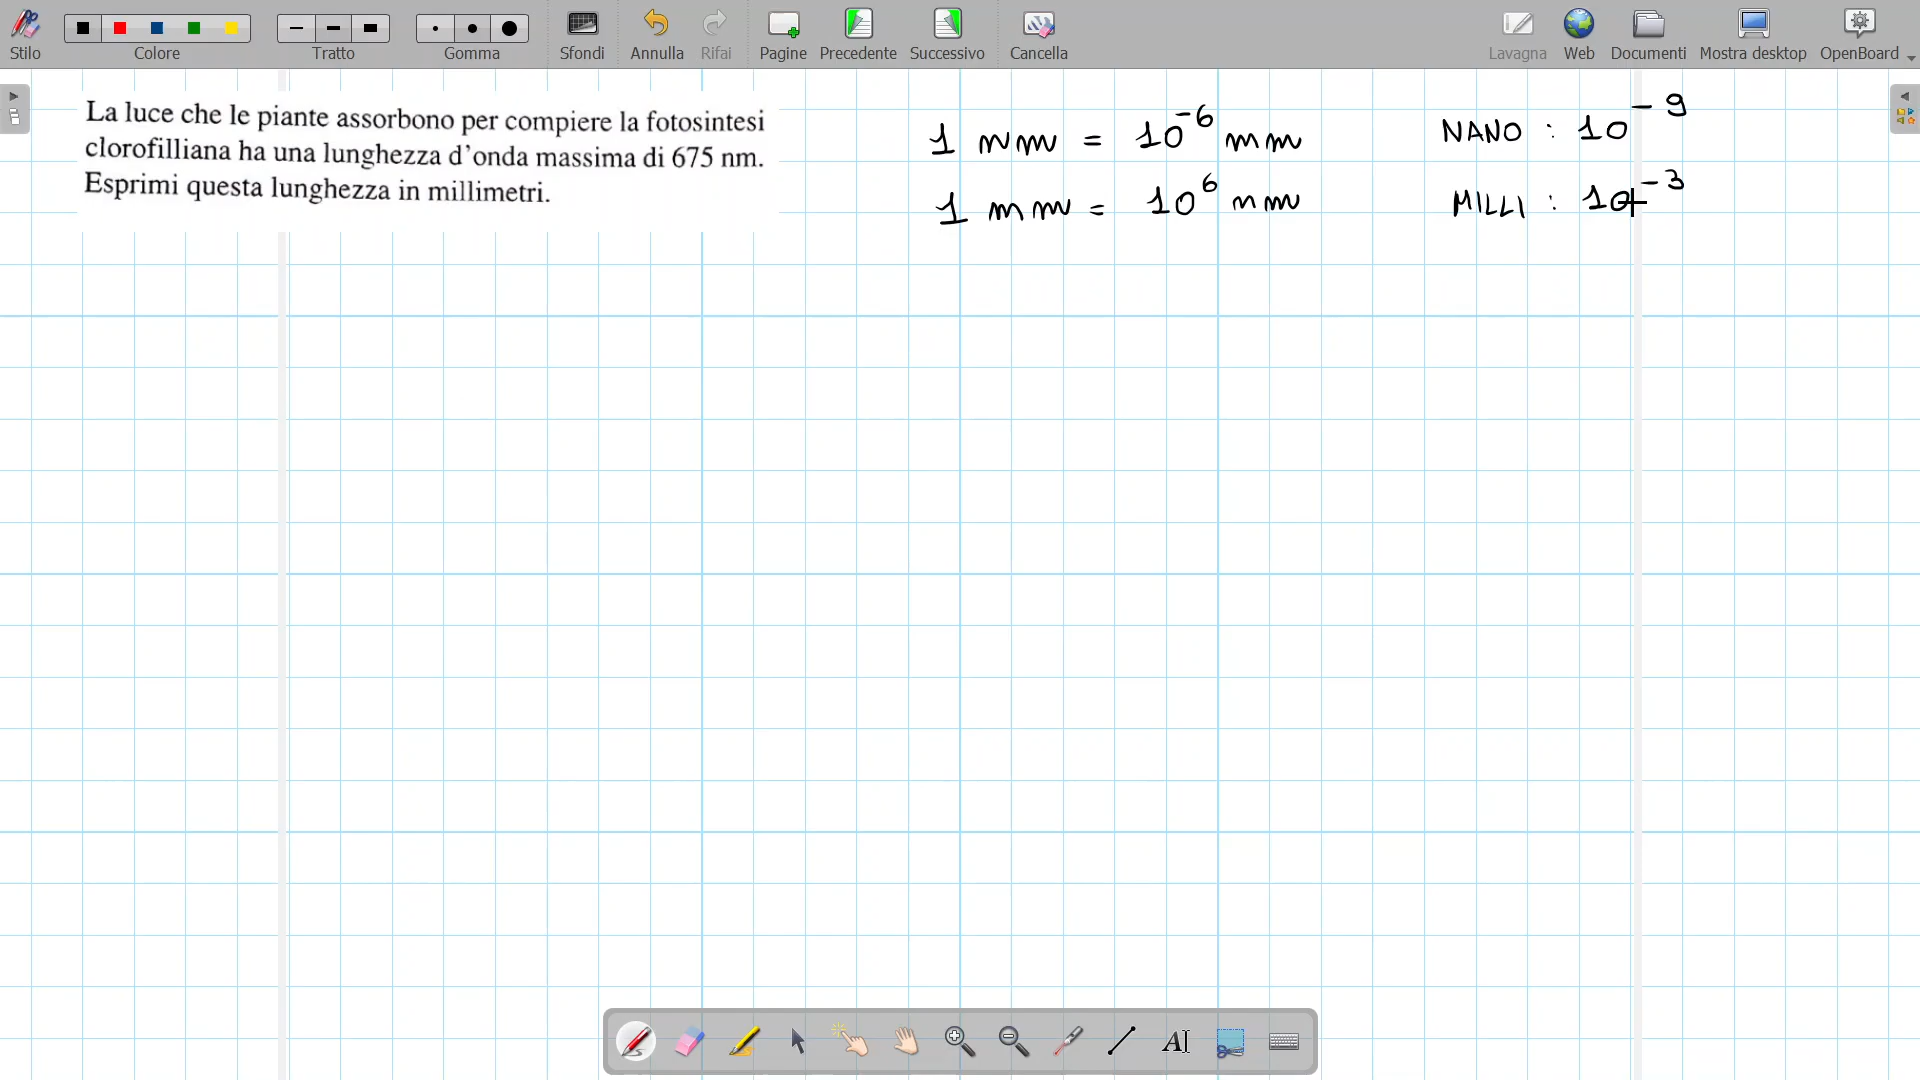 Stilo
Colore
Tratto
Gomma
Sfondi
Annulla
Rifai
Pagine
Precedente
Successivo
Cancella
Lavagna
Web
Documenti
Mostra desktop
OpenBoard
La luce che le piante assorbono per compiere la fotosintesi
clorofilliana ha una lunghezza d'onda massima di 675 nm.
Esprimi questa lunghezza in millimetri.
1 nm = 10⁻⁶ mm
1 mm = 10⁶ nm
NANO : 10⁻⁹
MILLI : 10⁻³